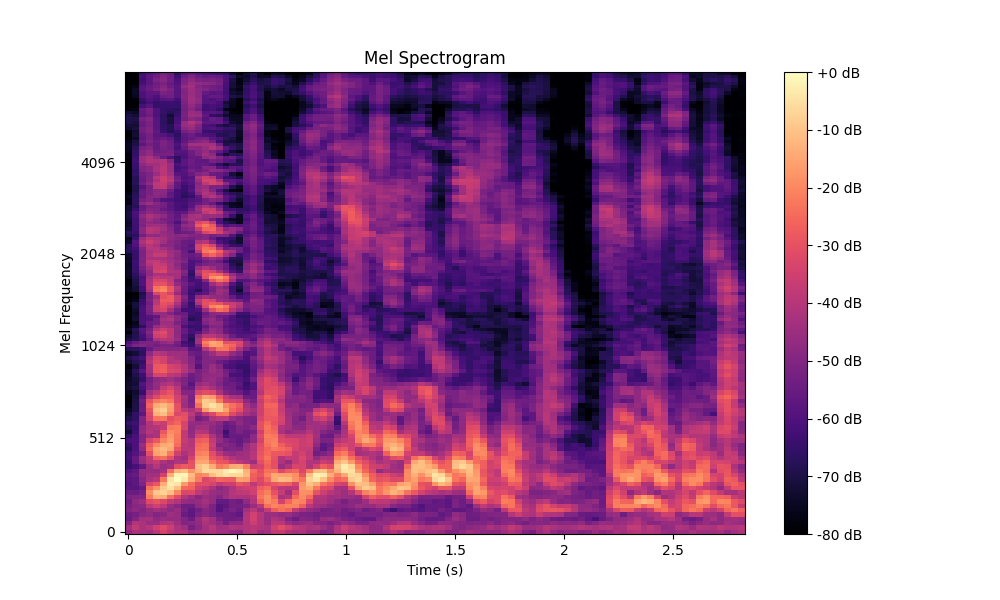 Mel Spectrogram
Mel Frequency
4096
2048
1024
512
0
0
0.5
1
1.5
2
2.5
Time (s)
+0 dB
-10 dB
-20 dB
-30 dB
-40 dB
-50 dB
-60 dB
-70 dB
-80 dB